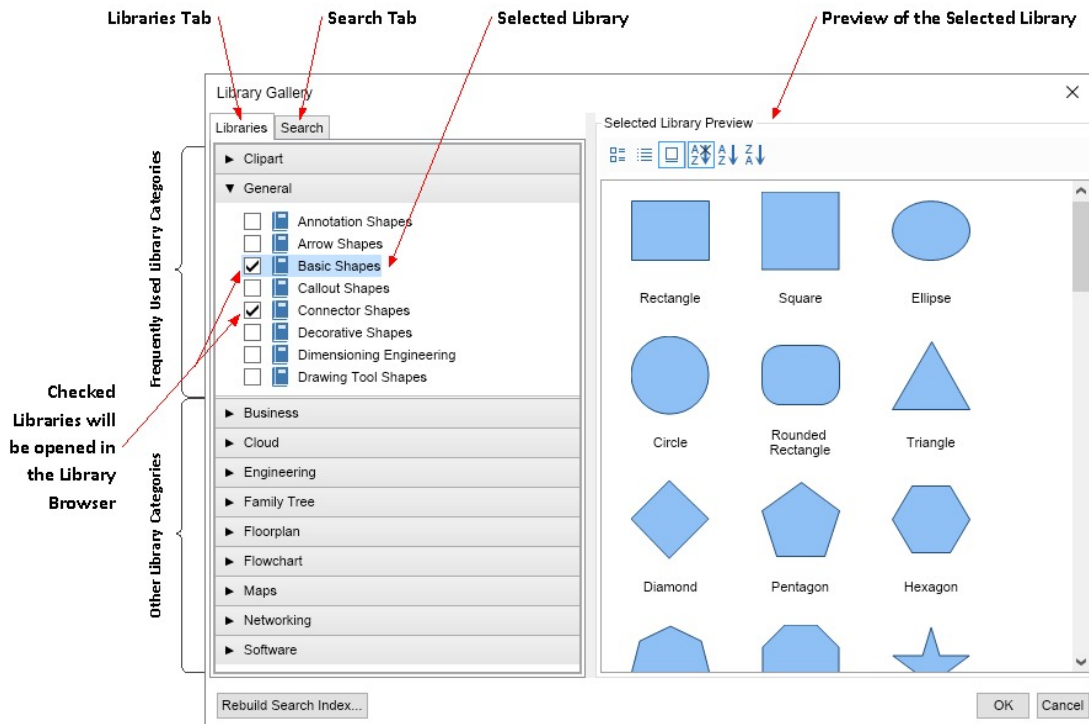 Libraries Tab
Search Tab
Selected Library
Preview of the Selected Library
Library Gallery
Libraries
Search
Selected Library Preview
Frequently Used Library Categories
Clipart
General
Annotation Shapes
Arrow Shapes
Basic Shapes
Callout Shapes
Connector Shapes
Decorative Shapes
Dimensioning Engineering
Drawing Tool Shapes
Checked
Libraries will
be opened in
the Library
Browser
Other Library Categories
Business
Cloud
Engineering
Family Tree
Floorplan
Flowchart
Maps
Networking
Software
A Z
A Z
Z A
Rectangle
Square
Ellipse
Circle
Rounded
Rectangle
Triangle
Diamond
Pentagon
Hexagon
Rebuild Search Index...
OK
Cancel